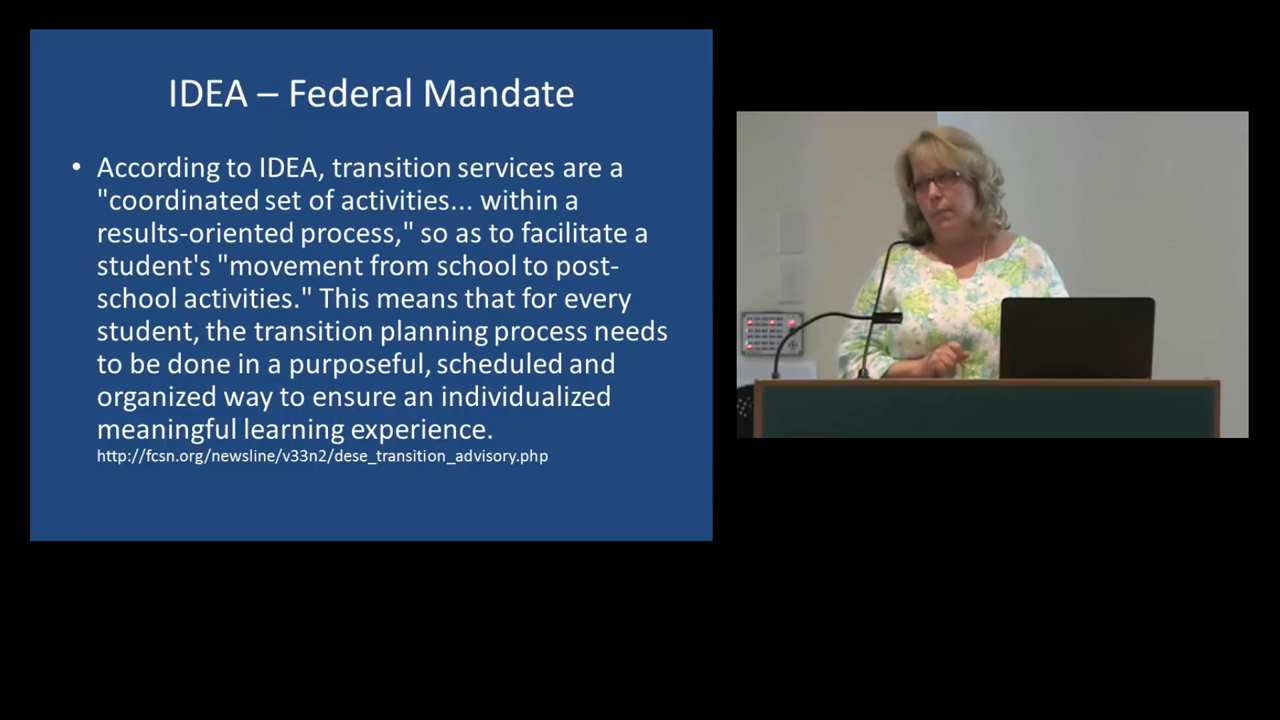 IDEA – Federal Mandate
• According to IDEA, transition services are a
"coordinated set of activities... within a
results-oriented process," so as to facilitate a
student's "movement from school to post-
school activities." This means that for every
student, the transition planning process needs
to be done in a purposeful, scheduled and
organized way to ensure an individualized
meaningful learning experience.
http://fcsn.org/newsline/v33n2/dese_transition_advisory.php